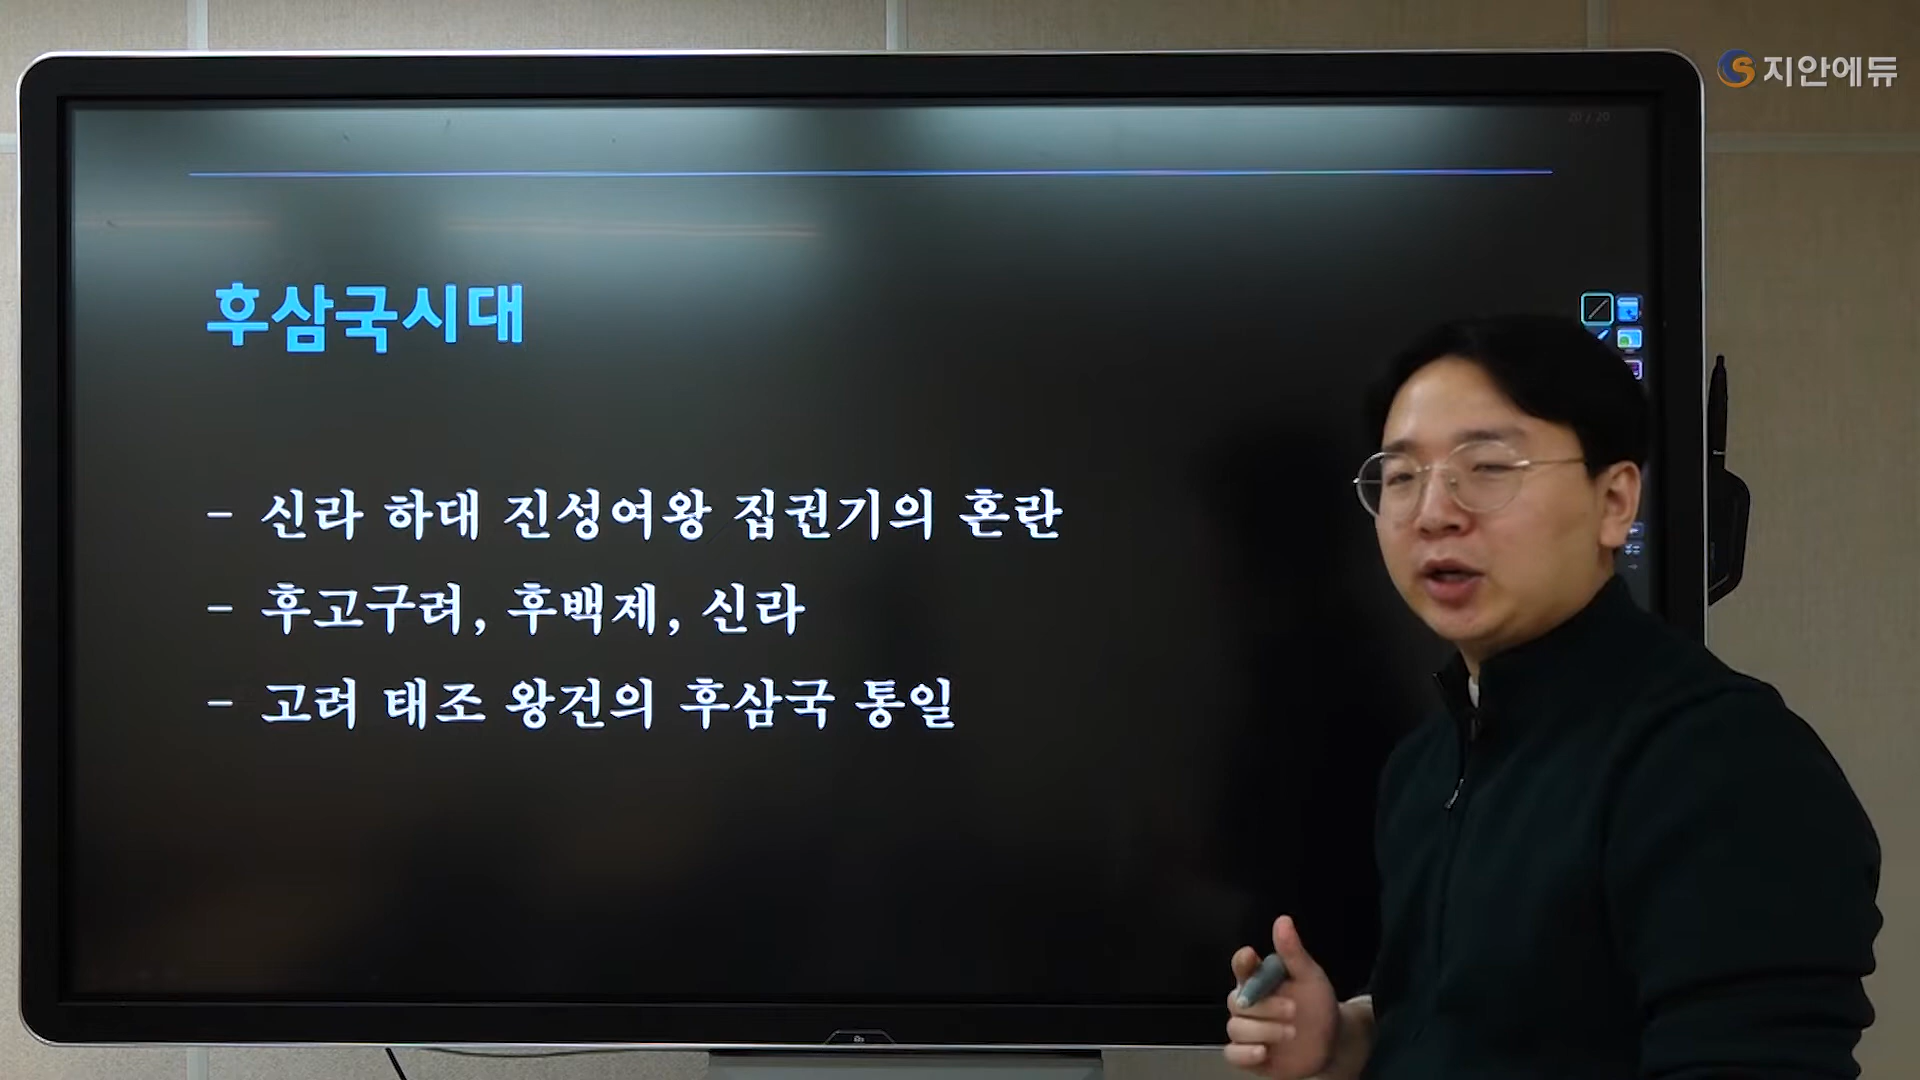 지안에듀
20 / 20
후삼국시대
- 신라 하대 진성여왕 집권기의 혼란
- 후고구려, 후백제, 신라
- 고려 태조 왕건의 후삼국 통일